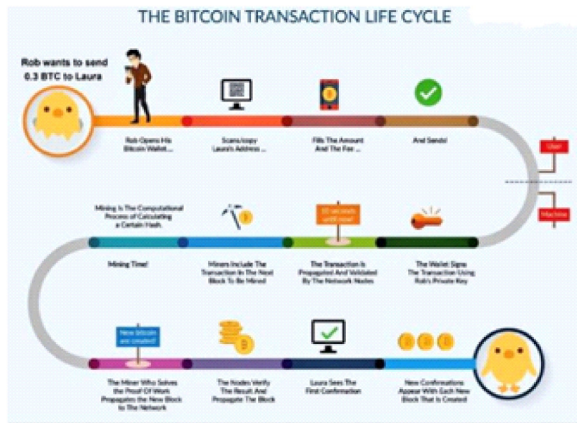 THE BITCOIN TRANSACTION LIFE CYCLE
Rob wants to send
0.3 BTC to Laura
Rob Opens His
Bitcoin Wallet...
Scans/copy
Laura's Address ...
Fills The Amount
And The Fee ...
And Sends!
User
Machine
Mining Is The Computational
Process of Calculating
a Certain Hash.
10 seconds
until now!
Mining Time!
Miners Include The
Transaction In The Next
Block To Be Mined
The Transaction Is
Propagated And Validated
By The Network Nodes
The Wallet Signs
The Transaction Using
Rob's Private Key
New bitcoin
are created!
The Miner Who Solves
the Proof Of Work
Propagates the New Block
to The Network
The Nodes Verify
The Result And
Propagate The Block
Laura Sees The
First Confirmation
New Confirmations
Appear With Each New
Block That Is Created